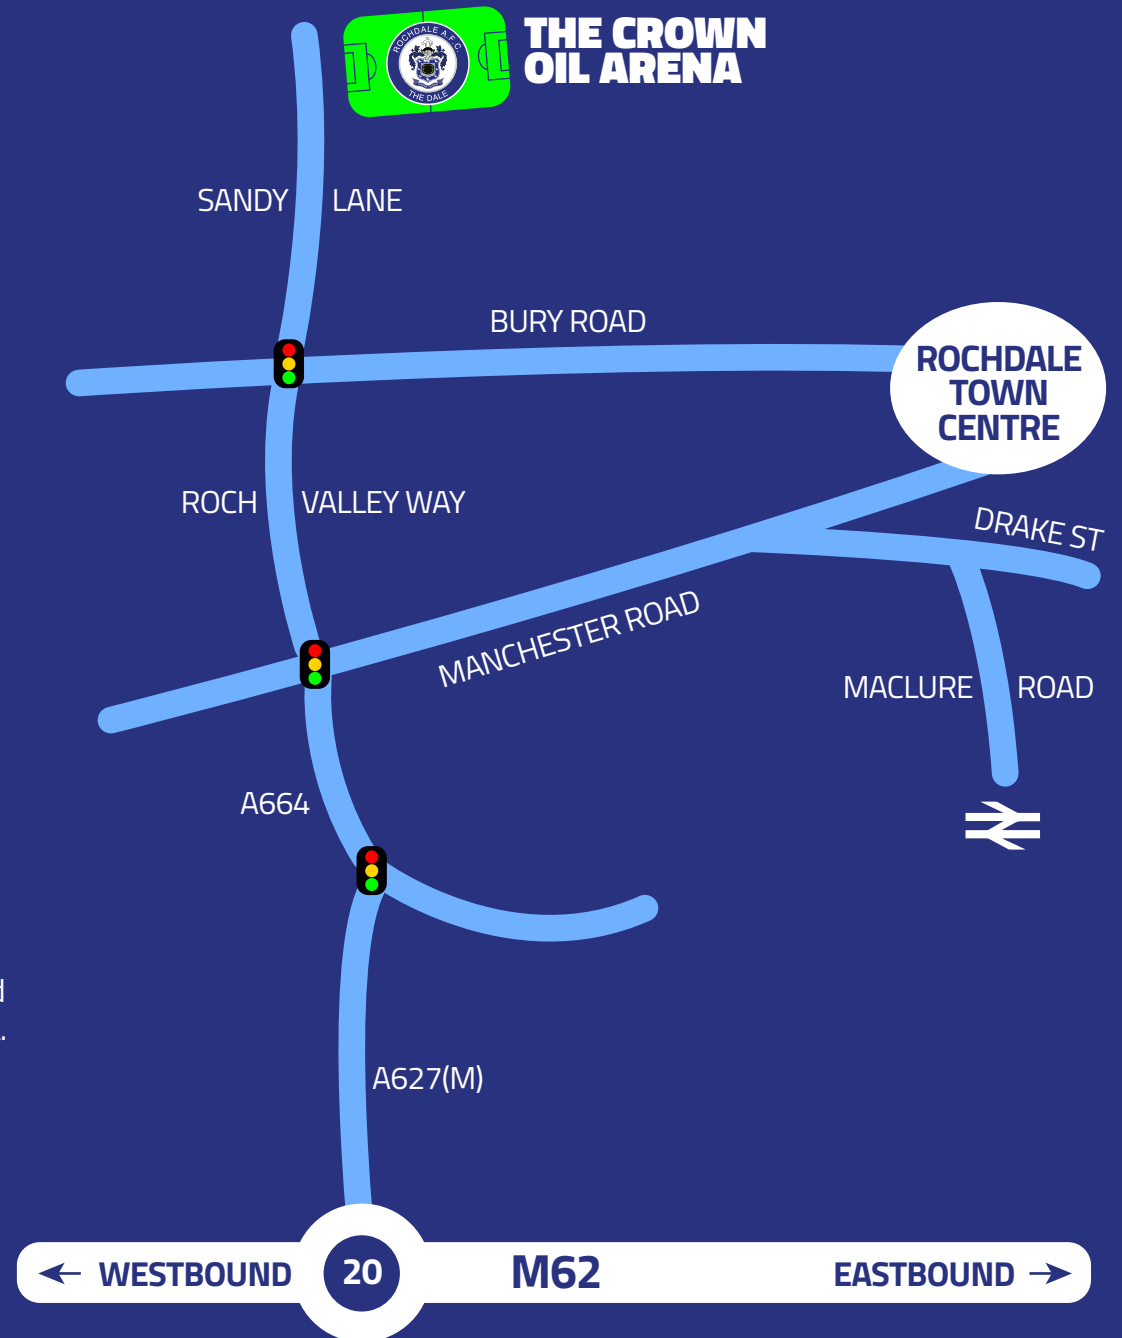 ROCHDALE A.F.C.
THE DALE
THE CROWN
OIL ARENA
SANDY LANE
BURY ROAD
ROCHDALE
TOWN
CENTRE
ROCH VALLEY WAY
DRAKE ST
MANCHESTER ROAD
MACLURE ROAD
A664
A627(M)
WESTBOUND
20
M62
EASTBOUND